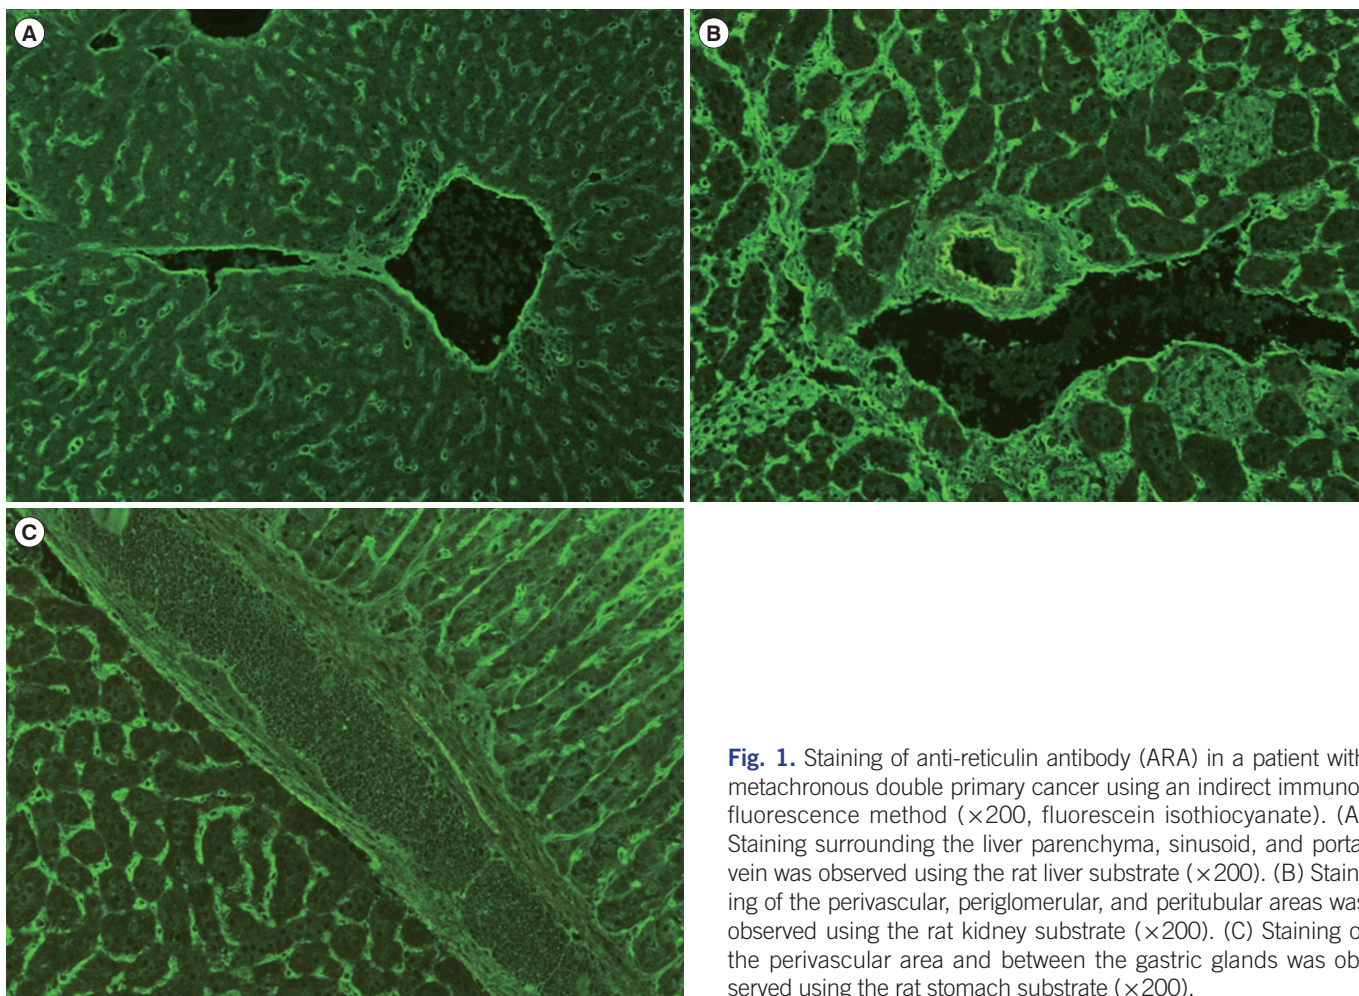 A
B
C
Fig. 1. Staining of anti-reticulin antibody (ARA) in a patient with
metachronous double primary cancer using an indirect immuno-
fluorescence method (×200, fluorescein isothiocyanate). (A
Staining surrounding the liver parenchyma, sinusoid, and porta
vein was observed using the rat liver substrate (×200). (B) Stain
ing of the perivascular, periglomerular, and peritubular areas was
observed using the rat kidney substrate (×200). (C) Staining o
the perivascular area and between the gastric glands was ob
served using the rat stomach substrate (×200).